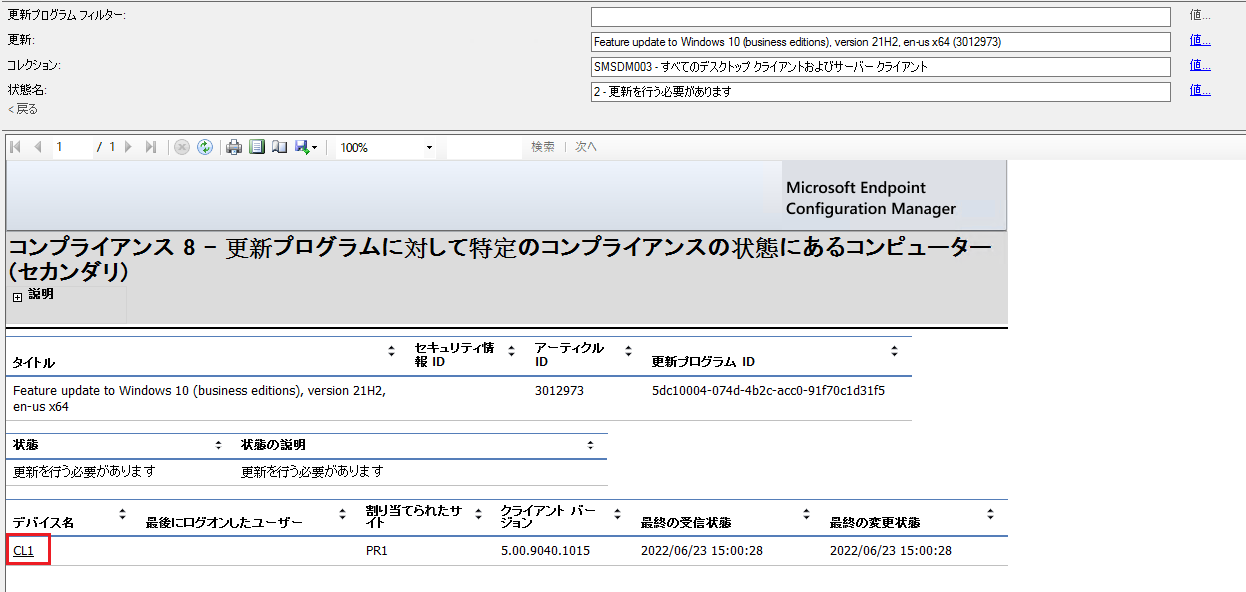 更新プログラム フィルター:
値...
更新:
Feature update to Windows 10 (business editions), version 21H2, en-us x64 (3012973)
値...
コレクション:
SMSDM003 - すべてのデスクトップ クライアントおよびサーバー クライアント
値...
状態名:
2 - 更新を行う必要があります
値...
< 戻る
1 / 1
100%
検索 | 次へ
Microsoft Endpoint
Configuration Manager
コンプライアンス 8 - 更新プログラムに対して特定のコンプライアンスの状態にあるコンピューター
(セカンダリ)
説明
タイトル
セキュリティ情
報 ID
アーティクル
ID
更新プログラム ID
Feature update to Windows 10 (business editions), version 21H2,
en-us x64
3012973
5dc10004-074d-4b2c-acc0-91f70c1d31f5
状態
状態の説明
更新を行う必要があります
更新を行う必要があります
デバイス名
最後にログオンしたユーザー
割り当てられたサ
イト
クライアント バー
ジョン
最終の受信状態
最終の変更状態
CL1
PR1
5.00.9040.1015
2022/06/23 15:00:28
2022/06/23 15:00:28